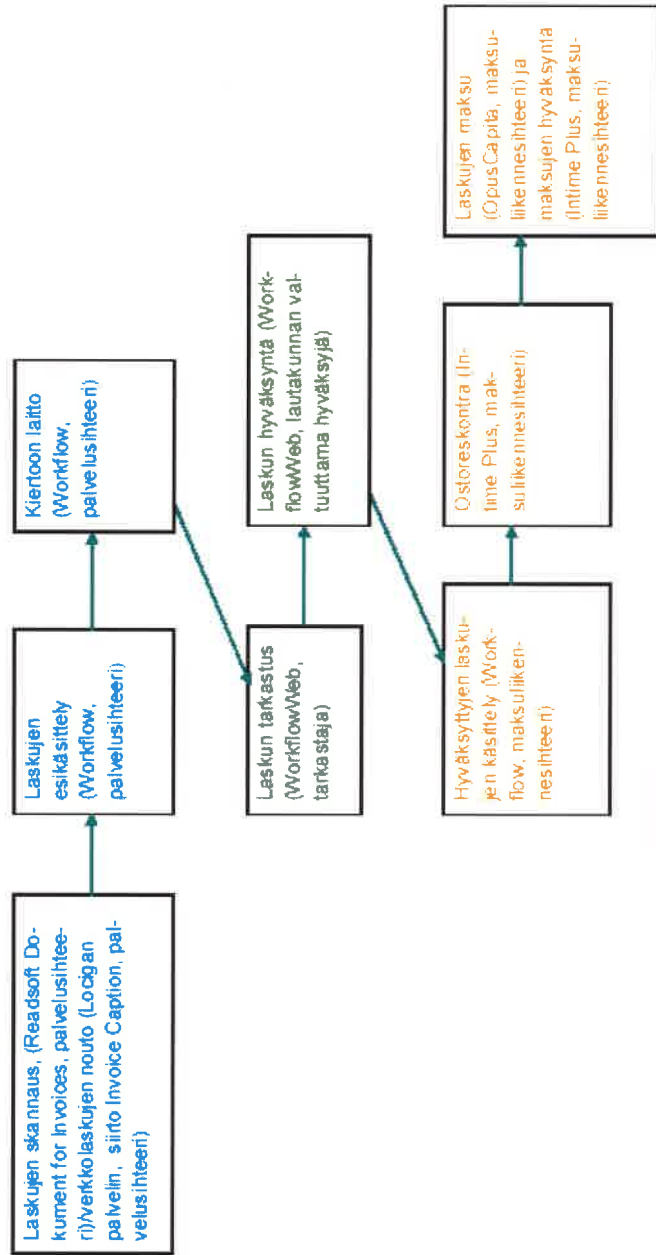 Laskujen skannaus, (Readsoft Do-
kument for Invoices, palvelusihtee-
ri)/verkkolaskujen nouto (Locigan
palvelin, siirto Invoice Caption, pal-
velusihteeri)
Laskujen
esikäsittely
(Workflow,
palvelusihteeri)
Kiertoon laitto
(Workflow,
palvelusihteeri)
Laskun tarkastus
(WorkflowWeb,
tarkastaja)
Laskun hyväksyntä (Work-
flowWeb, lautakunnan val-
tuuttama hyväksyjä)
Hyväksyttyjen lasku-
jen käsittely (Work-
flow, maksuliiken-
nesihteeri)
Ostoreskontra (In-
time Plus, mak-
suliikennesihteeri)
Laskujen maksu
(OpusCapita, maksu-
liikennesihteeri) ja
maksujen hyväksyntä
(Intime Plus, maksu-
liikennesihteeri)